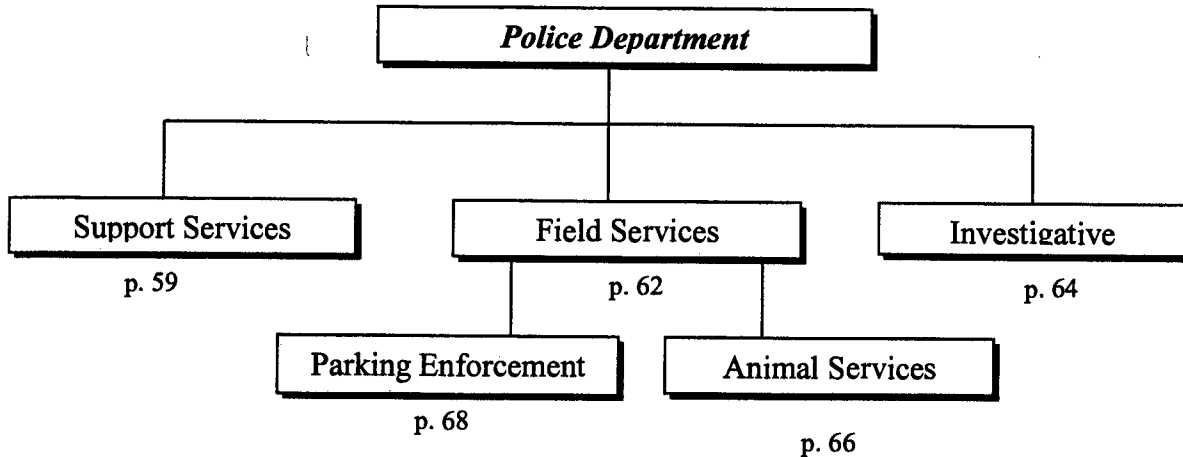 Police Department
Support Services
Field Services
Investigative
p. 59
p. 62
p. 64
Parking Enforcement
Animal Services
p. 68
p. 66